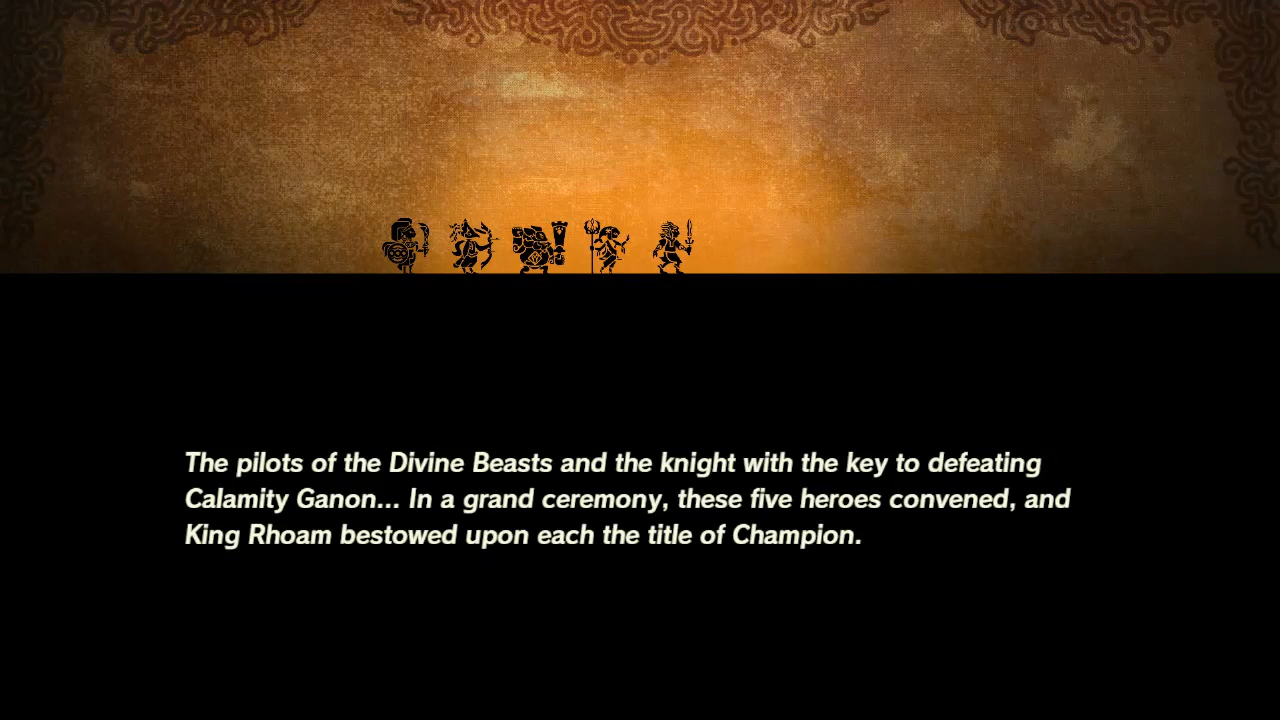 The pilots of the Divine Beasts and the knight with the key to defeating
Calamity Ganon... In a grand ceremony, these five heroes convened, and
King Rhoam bestowed upon each the title of Champion.